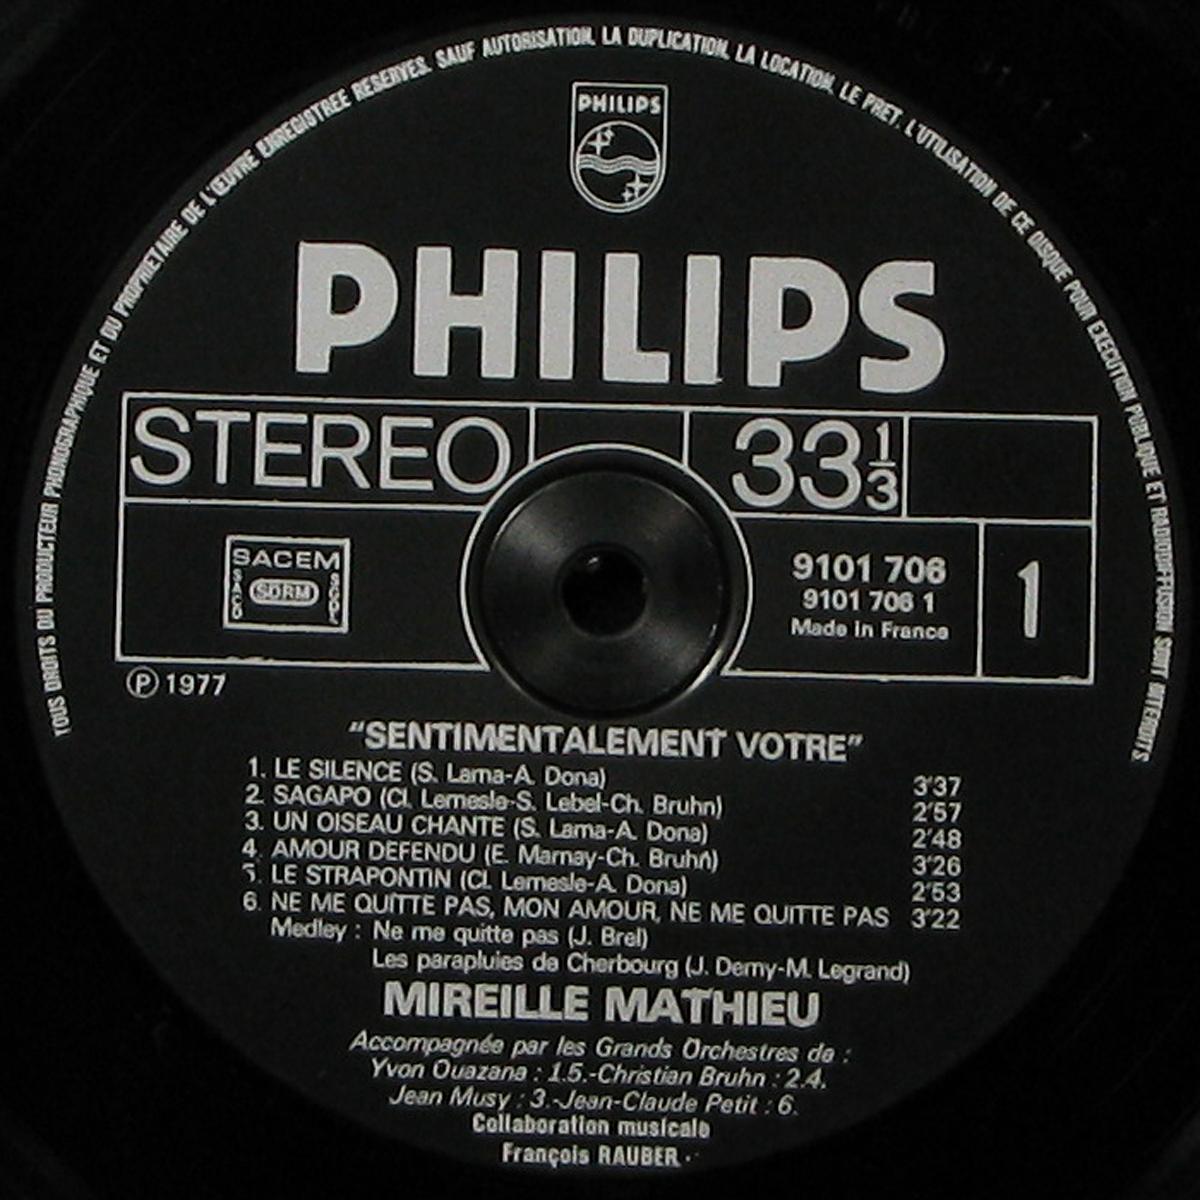 TOUS DROITS DU PRODUCTEUR PHONOGRAPHIQUE ET DU PROPRIETAIRE DE L'ŒUVRE ENREGISTREE RESERVES. SAUF AUTORISATION, LA DUPLICATION, LA LOCATION, LE PRET, L'UTILISATION DE CE DISQUE POUR EXECUTION PUBLIQUE ET RADIODIFFUSION SONT INTERDITS.
PHILIPS
PHILIPS
STEREO 33 1/3
SACEM
SACD SDRM SGDL
9101 706
9101 706 1
Made in France
1
Ⓟ 1977
"SENTIMENTALEMENT VOTRE"
1. LE SILENCE (S. Lama-A. Dona) 3'37
2. SAGAPO (Cl. Lemesle-S. Lebel-Ch. Bruhn) 2'57
3. UN OISEAU CHANTE (S. Lama-A. Dona) 2'48
4. AMOUR DEFENDU (E. Marnay-Ch. Bruhn) 3'26
5. LE STRAPONTIN (Cl. Lemesle-A. Dona) 2'53
6. NE ME QUITTE PAS, MON AMOUR, NE ME QUITTE PAS 3'22
Medley : Ne me quitte pas (J. Brel)
Les parapluies de Cherbourg (J. Demy-M. Legrand)
MIREILLE MATHIEU
Accompagnée par les Grands Orchestres de :
Yvon Ouazana : 1.5.-Christian Bruhn : 2.4.
Jean Musy : 3.-Jean-Claude Petit : 6.
Collaboration musicale
François RAUBER.